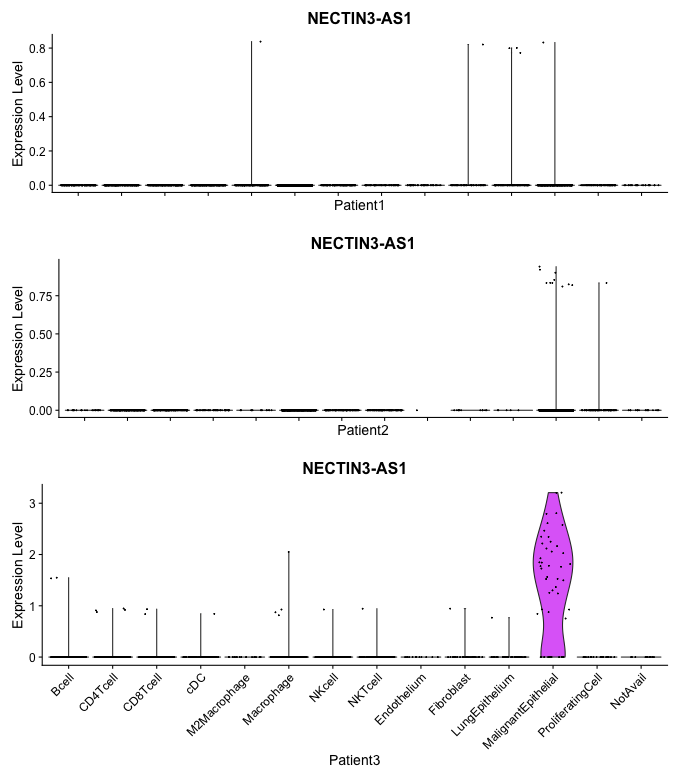 NECTIN3-AS1
Expression Level
0.8
0.6
0.4
0.2
0.0
Patient1
NECTIN3-AS1
Expression Level
0.75
0.50
0.25
0.00
Patient2
NECTIN3-AS1
Expression Level
3
2
1
0
Bcell
CD4Tcell
CD8Tcell
cDC
M2Macrophage
Macrophage
NKcell
NKTcell
Endothelium
Fibroblast
LungEpithelium
MalignantEpithelial
ProliferatingCell
NotAvail
Patient3